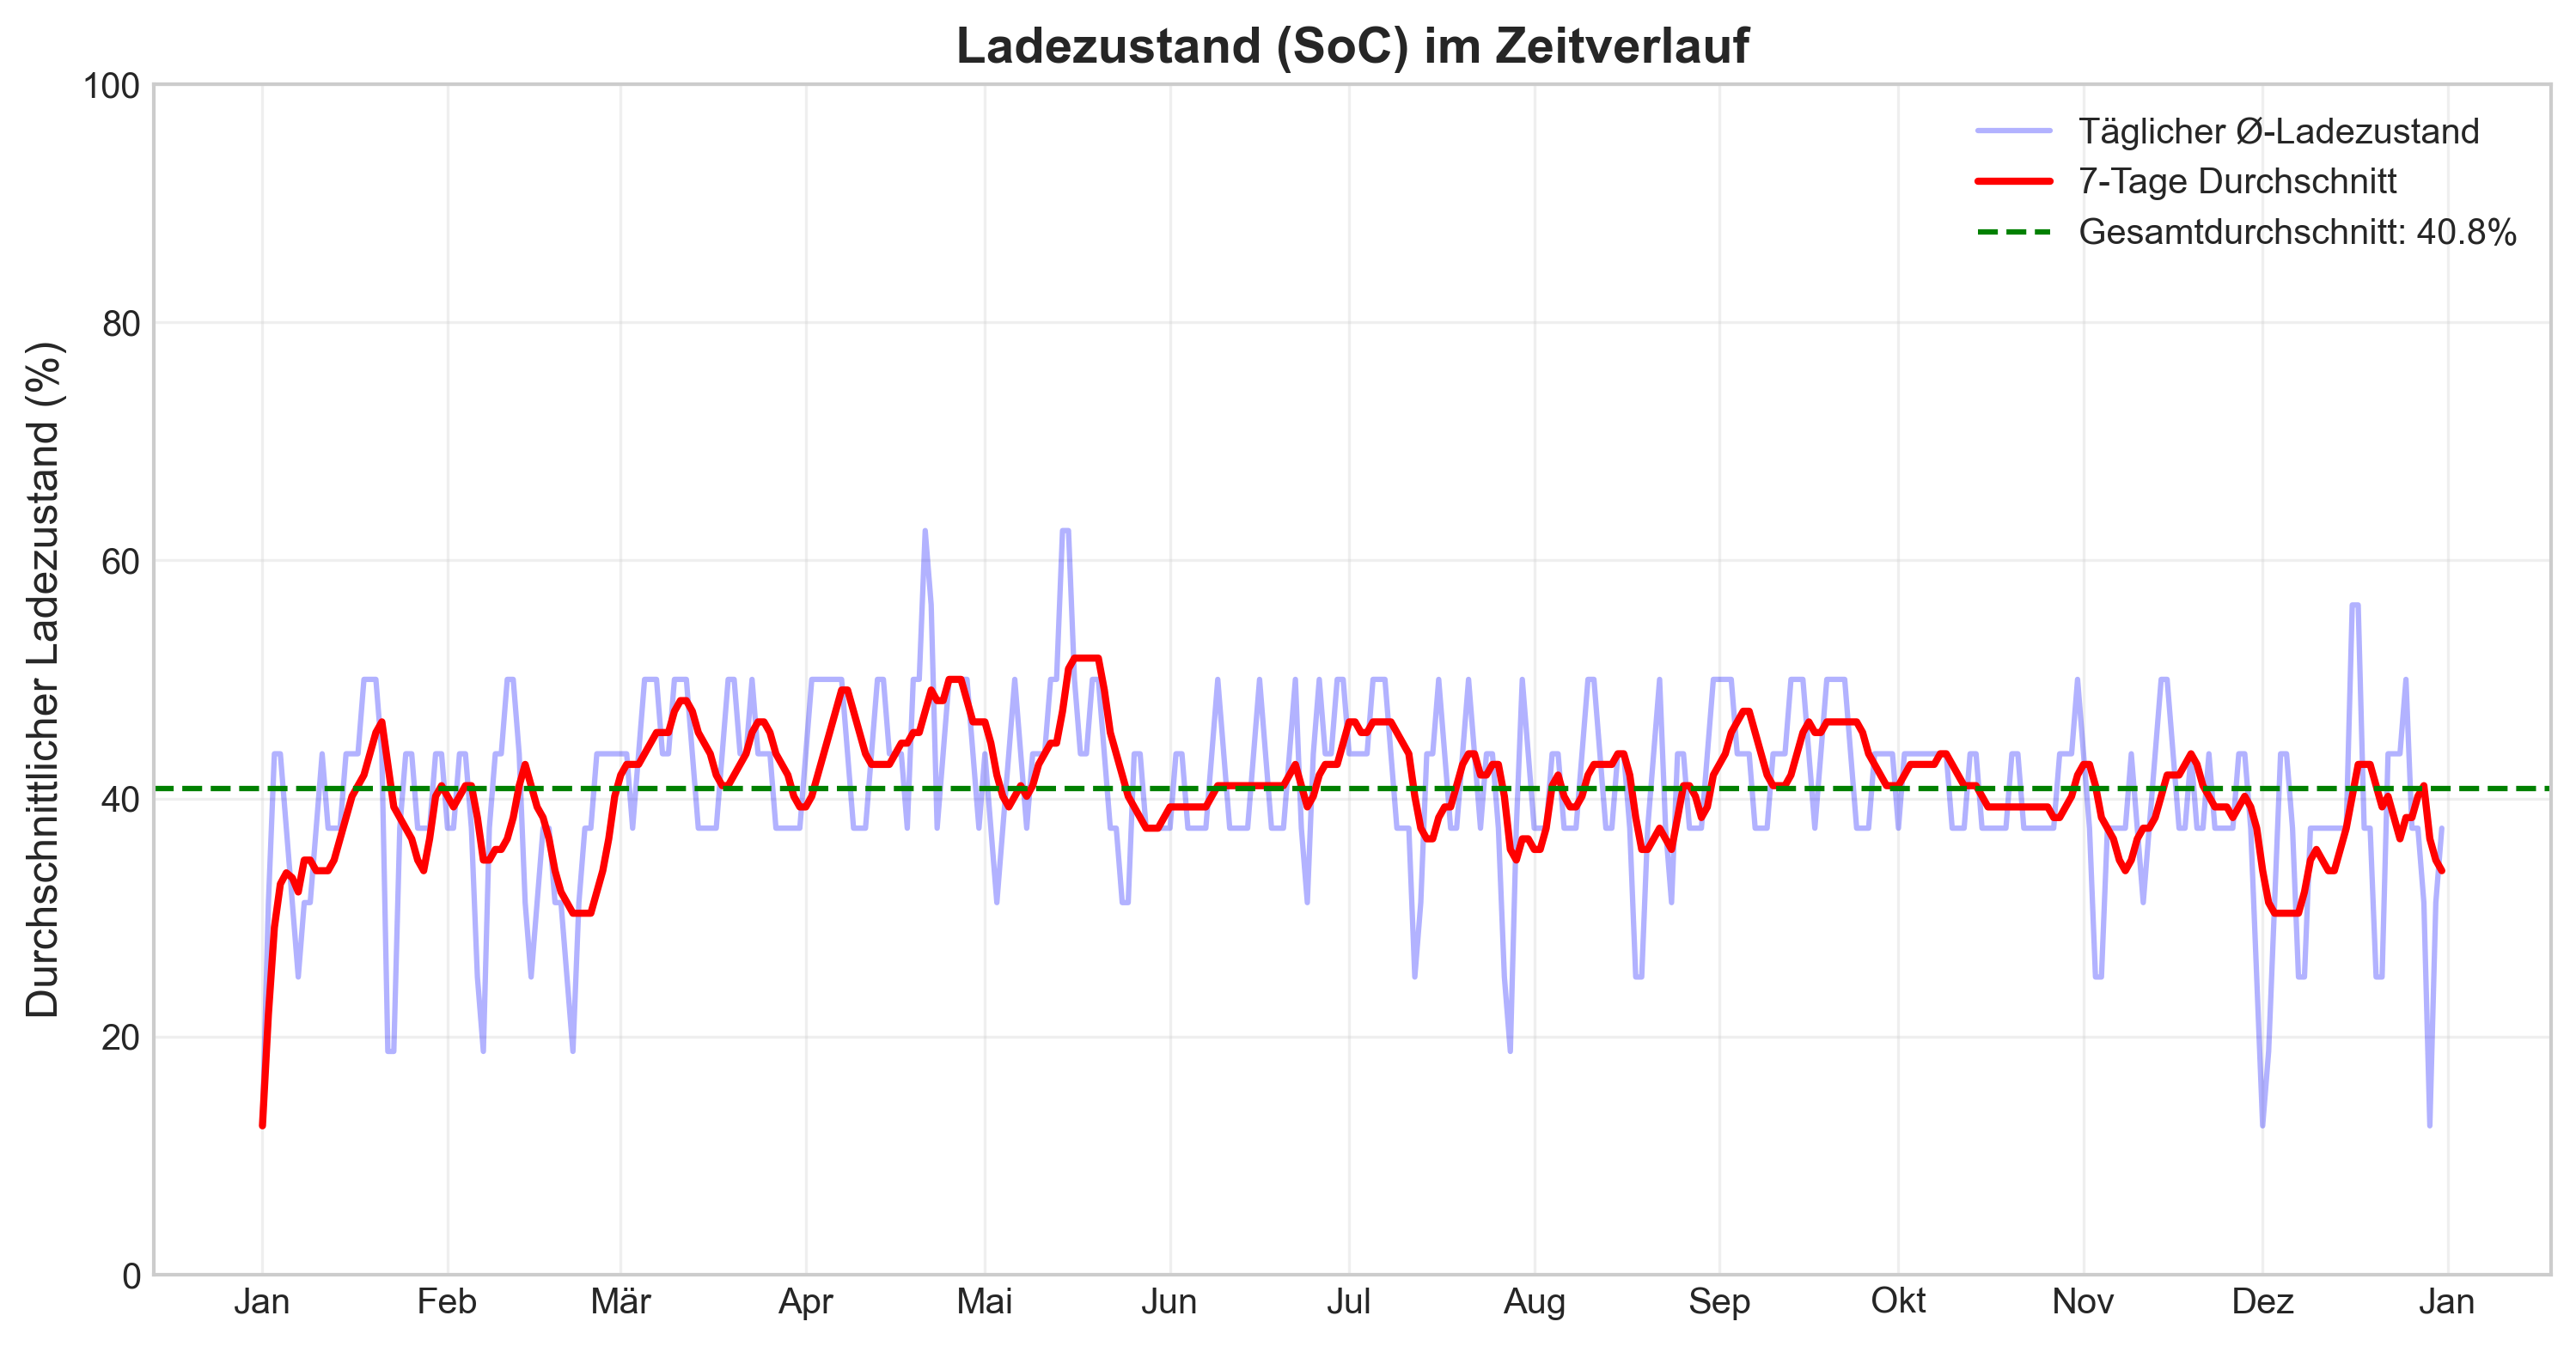 Ladezustand (SoC) im Zeitverlauf
Täglicher Ø-Ladezustand
7-Tage Durchschnitt
Gesamtdurchschnitt: 40.8%
Durchschnittlicher Ladezustand (%)
100
80
60
40
20
0
Jan Feb Mär Apr Mai Jun Jul Aug Sep Okt Nov Dez Jan